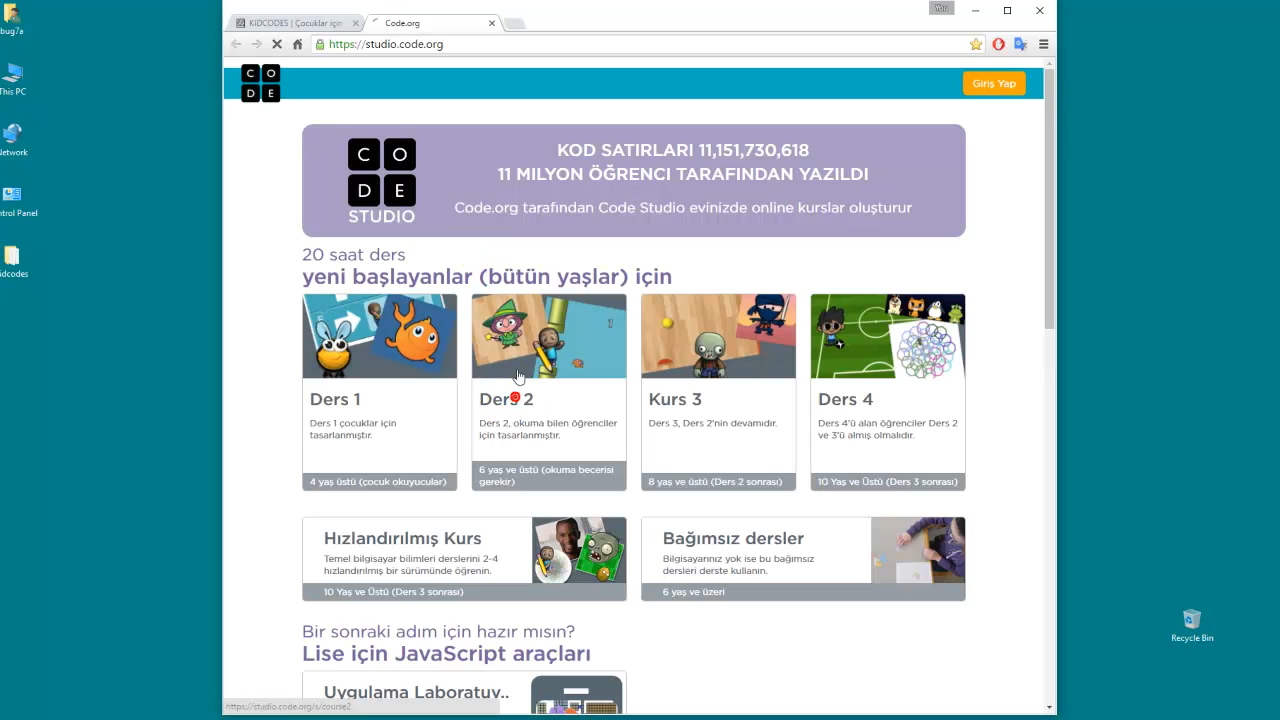 bug7a
This PC
Network
ntrol Panel
idcodes
Recycle Bin
You
KiDCODES | Çocuklar için
Code.org
https://studio.code.org
C O
D E
Giriş Yap
C O
D E
STUDIO
KOD SATIRLARI 11,151,730,618
11 MILYON ÖĞRENCI TARAFINDAN YAZILDI
Code.org tarafından Code Studio evinizde online kurslar oluşturur
20 saat ders
yeni başlayanlar (bütün yaşlar) için
1
Ders 1
Ders 1 çocuklar için
tasarlanmıştır.
4 yaş üstü (çocuk okuyucular)
Ders 2
Ders 2, okuma bilen öğrenciler
için tasarlanmıştır.
6 yaş ve üstü (okuma becerisi
gerekir)
Kurs 3
Ders 3, Ders 2'nin devamıdır.
8 yaş ve üstü (Ders 2 sonrası)
Ders 4
Ders 4'ü alan öğrenciler Ders 2
ve 3'ü almış olmalıdır.
10 Yaş ve Üstü (Ders 3 sonrası)
Hızlandırılmış Kurs
Temel bilgisayar bilimleri derslerini 2-4
hızlandırılmış bir sürümünde öğrenin.
10 Yaş ve Üstü (Ders 3 sonrası)
Bağımsız dersler
Bilgisayarınız yok ise bu bağımsız
dersleri derste kullanın.
6 yaş ve üzeri
Bir sonraki adım için hazır mısın?
Lise için JavaScript araçları
Uygulama Laboratuv..
https://studio.code.org/s/course2